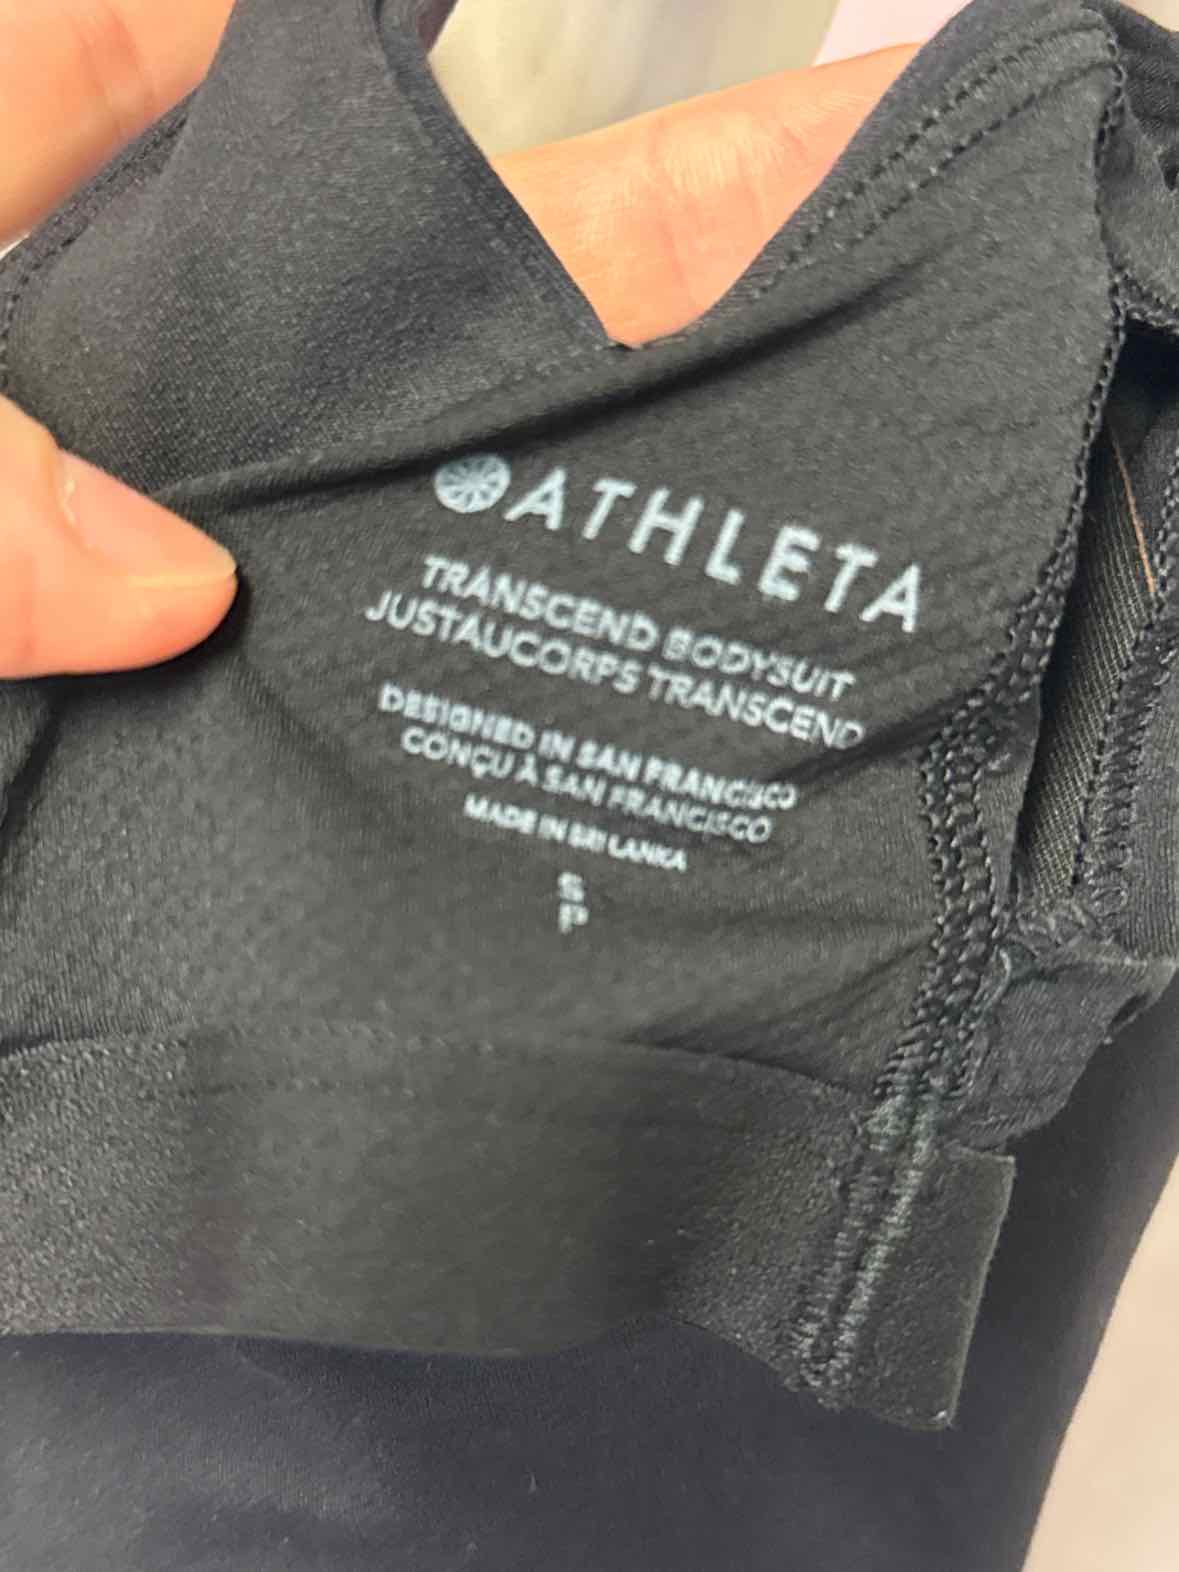 ATHLETA
TRANSCEND BODYSUIT
JUSTAUCORPS TRANSCEND
DESIGNED IN SAN FRANCISCO
CONÇU À SAN FRANCISCO
MADE IN SRI LANKA
S
P